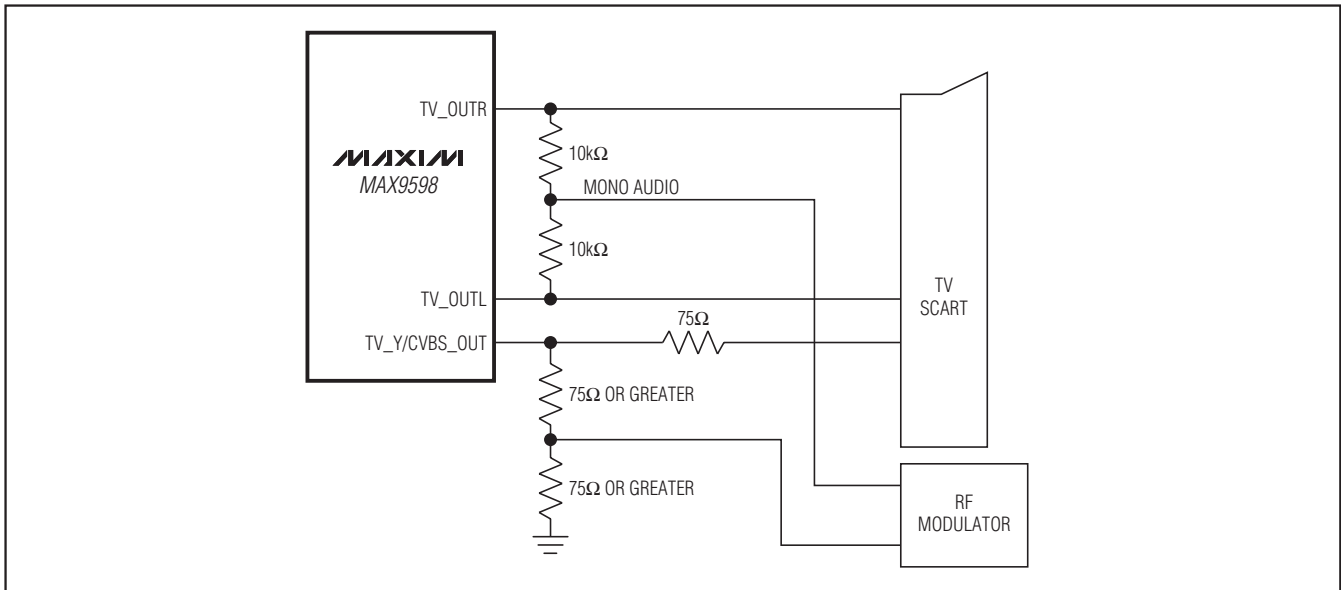 TV_OUTR
10kΩ
MAXIM
MAX9598
MONO AUDIO
10kΩ
TV_OUTL
TV
SCART
75Ω
TV_Y/CVBS_OUT
75Ω OR GREATER
75Ω OR GREATER
RF
MODULATOR